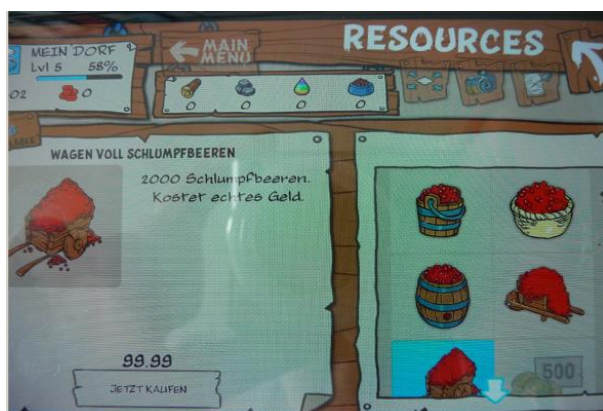 MEIN DORF
Lvl 5 58%
02
0
MAIN
MENU
RESOURCES
0
0
0
0
WAGEN VOLL SCHLUMPFBEEREN
2000 Schlumpfbeeren.
Kostet echtes Geld.
99.99
JETZT KAUFEN
500